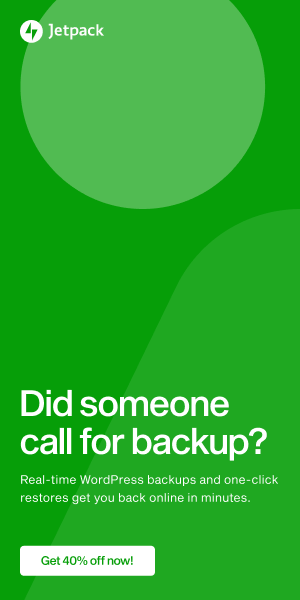 Jetpack
Did someone
call for backup?
Real-time WordPress backups and one-click
restores get you back online in minutes.
Get 40% off now!